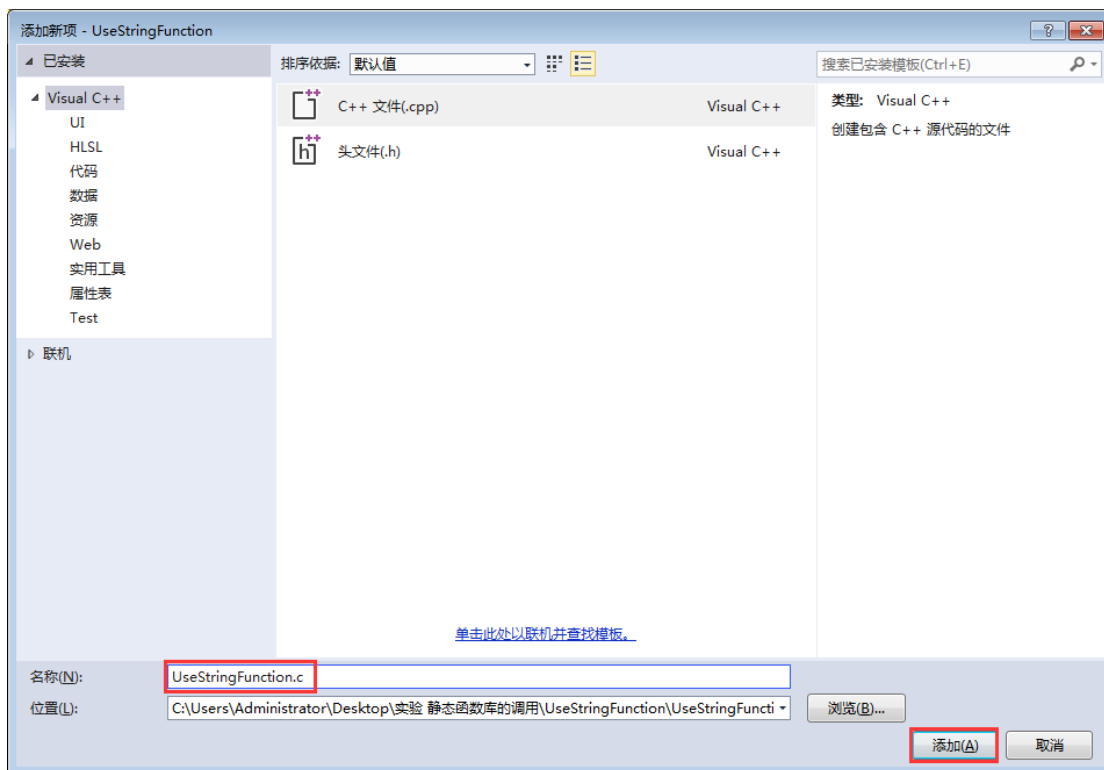 添加新项 - UseStringFunction
已安装
Visual C++
UI
HLSL
代码
数据
资源
Web
实用工具
属性表
Test
联机
排序依据: 默认值
C++ 文件(.cpp) Visual C++
头文件(.h) Visual C++
单击此处以联机并查找模板。
搜索已安装模板(Ctrl+E)
类型: Visual C++
创建包含 C++ 源代码的文件
名称(N): UseStringFunction.c
位置(L): C:\Users\Administrator\Desktop\实验 静态函数库的调用\UseStringFunction\UseStringFuncti 浏览(B)...
添加(A) 取消